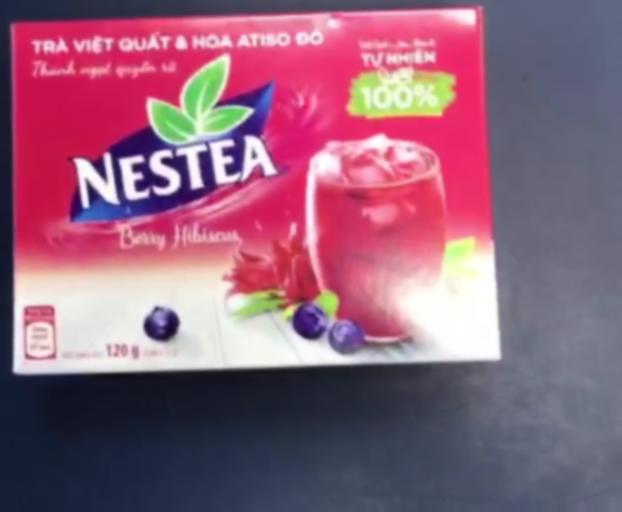 TRÀ VIỆT QUẤT & HOA ATISO ĐỎ
Thanh ngọt quyến rũ
TỰ NHIÊN
100%
NESTEA
Berry Hibiscus
120 g